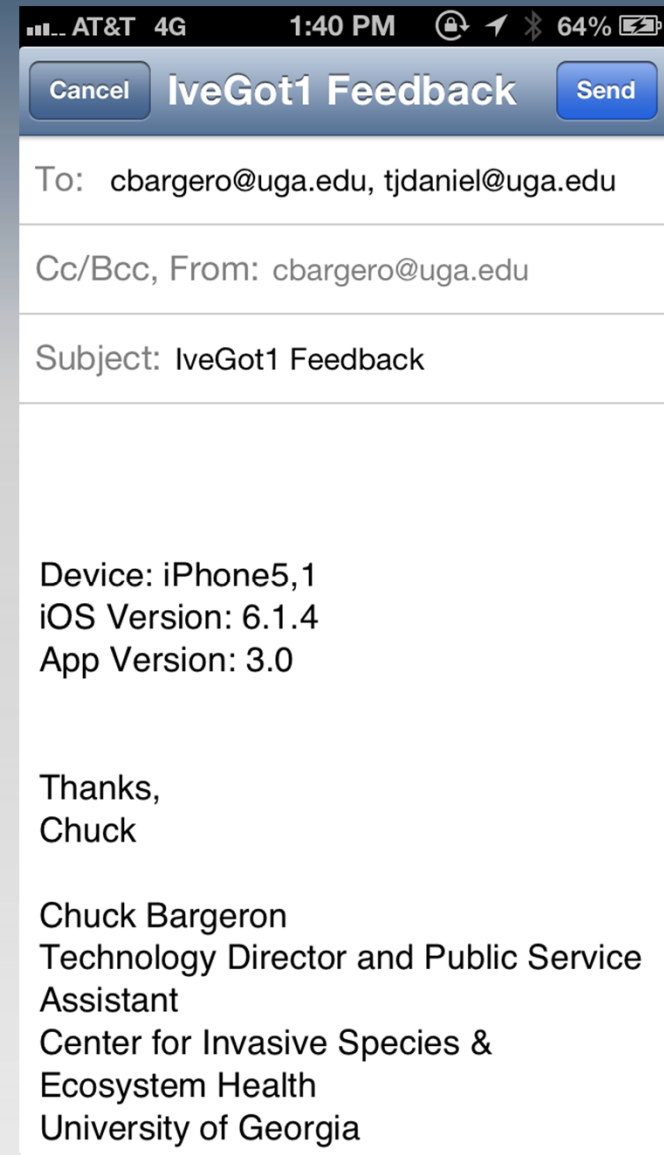 AT&T 4G 1:40 PM 64%
Cancel IveGot1 Feedback Send
To: cbargero@uga.edu, tjdaniel@uga.edu
Cc/Bcc, From: cbargero@uga.edu
Subject: IveGot1 Feedback
Device: iPhone5,1
iOS Version: 6.1.4
App Version: 3.0
Thanks,
Chuck
Chuck Bargeron
Technology Director and Public Service
Assistant
Center for Invasive Species &
Ecosystem Health
University of Georgia